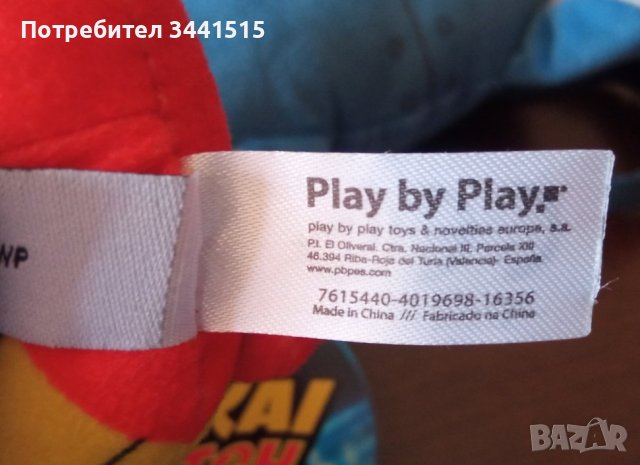 Потребител 3441515
Play by Play
play by play toys & novelties europe, s.a.
P.I. El Oliveral. Ctra. Nacional III. Parcela XIII
46.394 Riba-Roja del Turia (Valencia)- España
www.pbpes.com
7615440-4019698-16356
Made in China /// Fabricado na China
WP
KAI
BAZAR